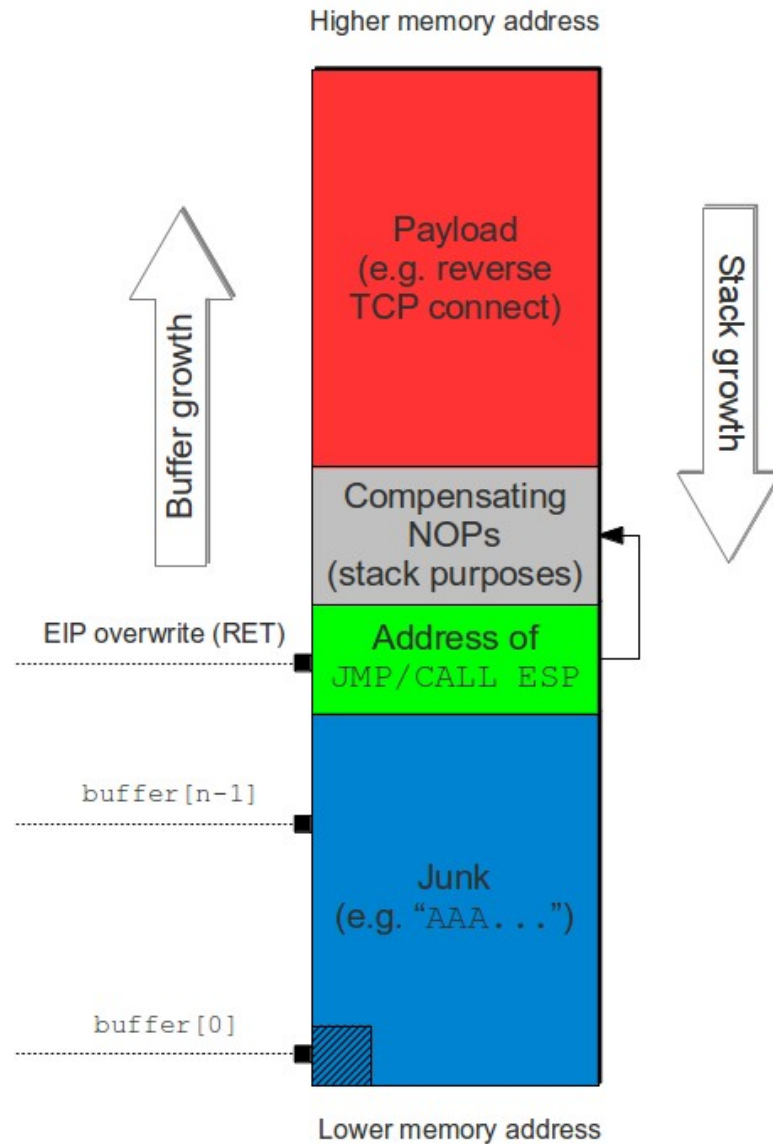 Higher memory address
Payload
(e.g. reverse
TCP connect)
Buffer growth
Stack growth
Compensating
NOPs
(stack purposes)
EIP overwrite (RET)
Address of
JMP/CALL ESP
buffer[n-1]
Junk
(e.g. “AAA...”)
buffer[0]
Lower memory address